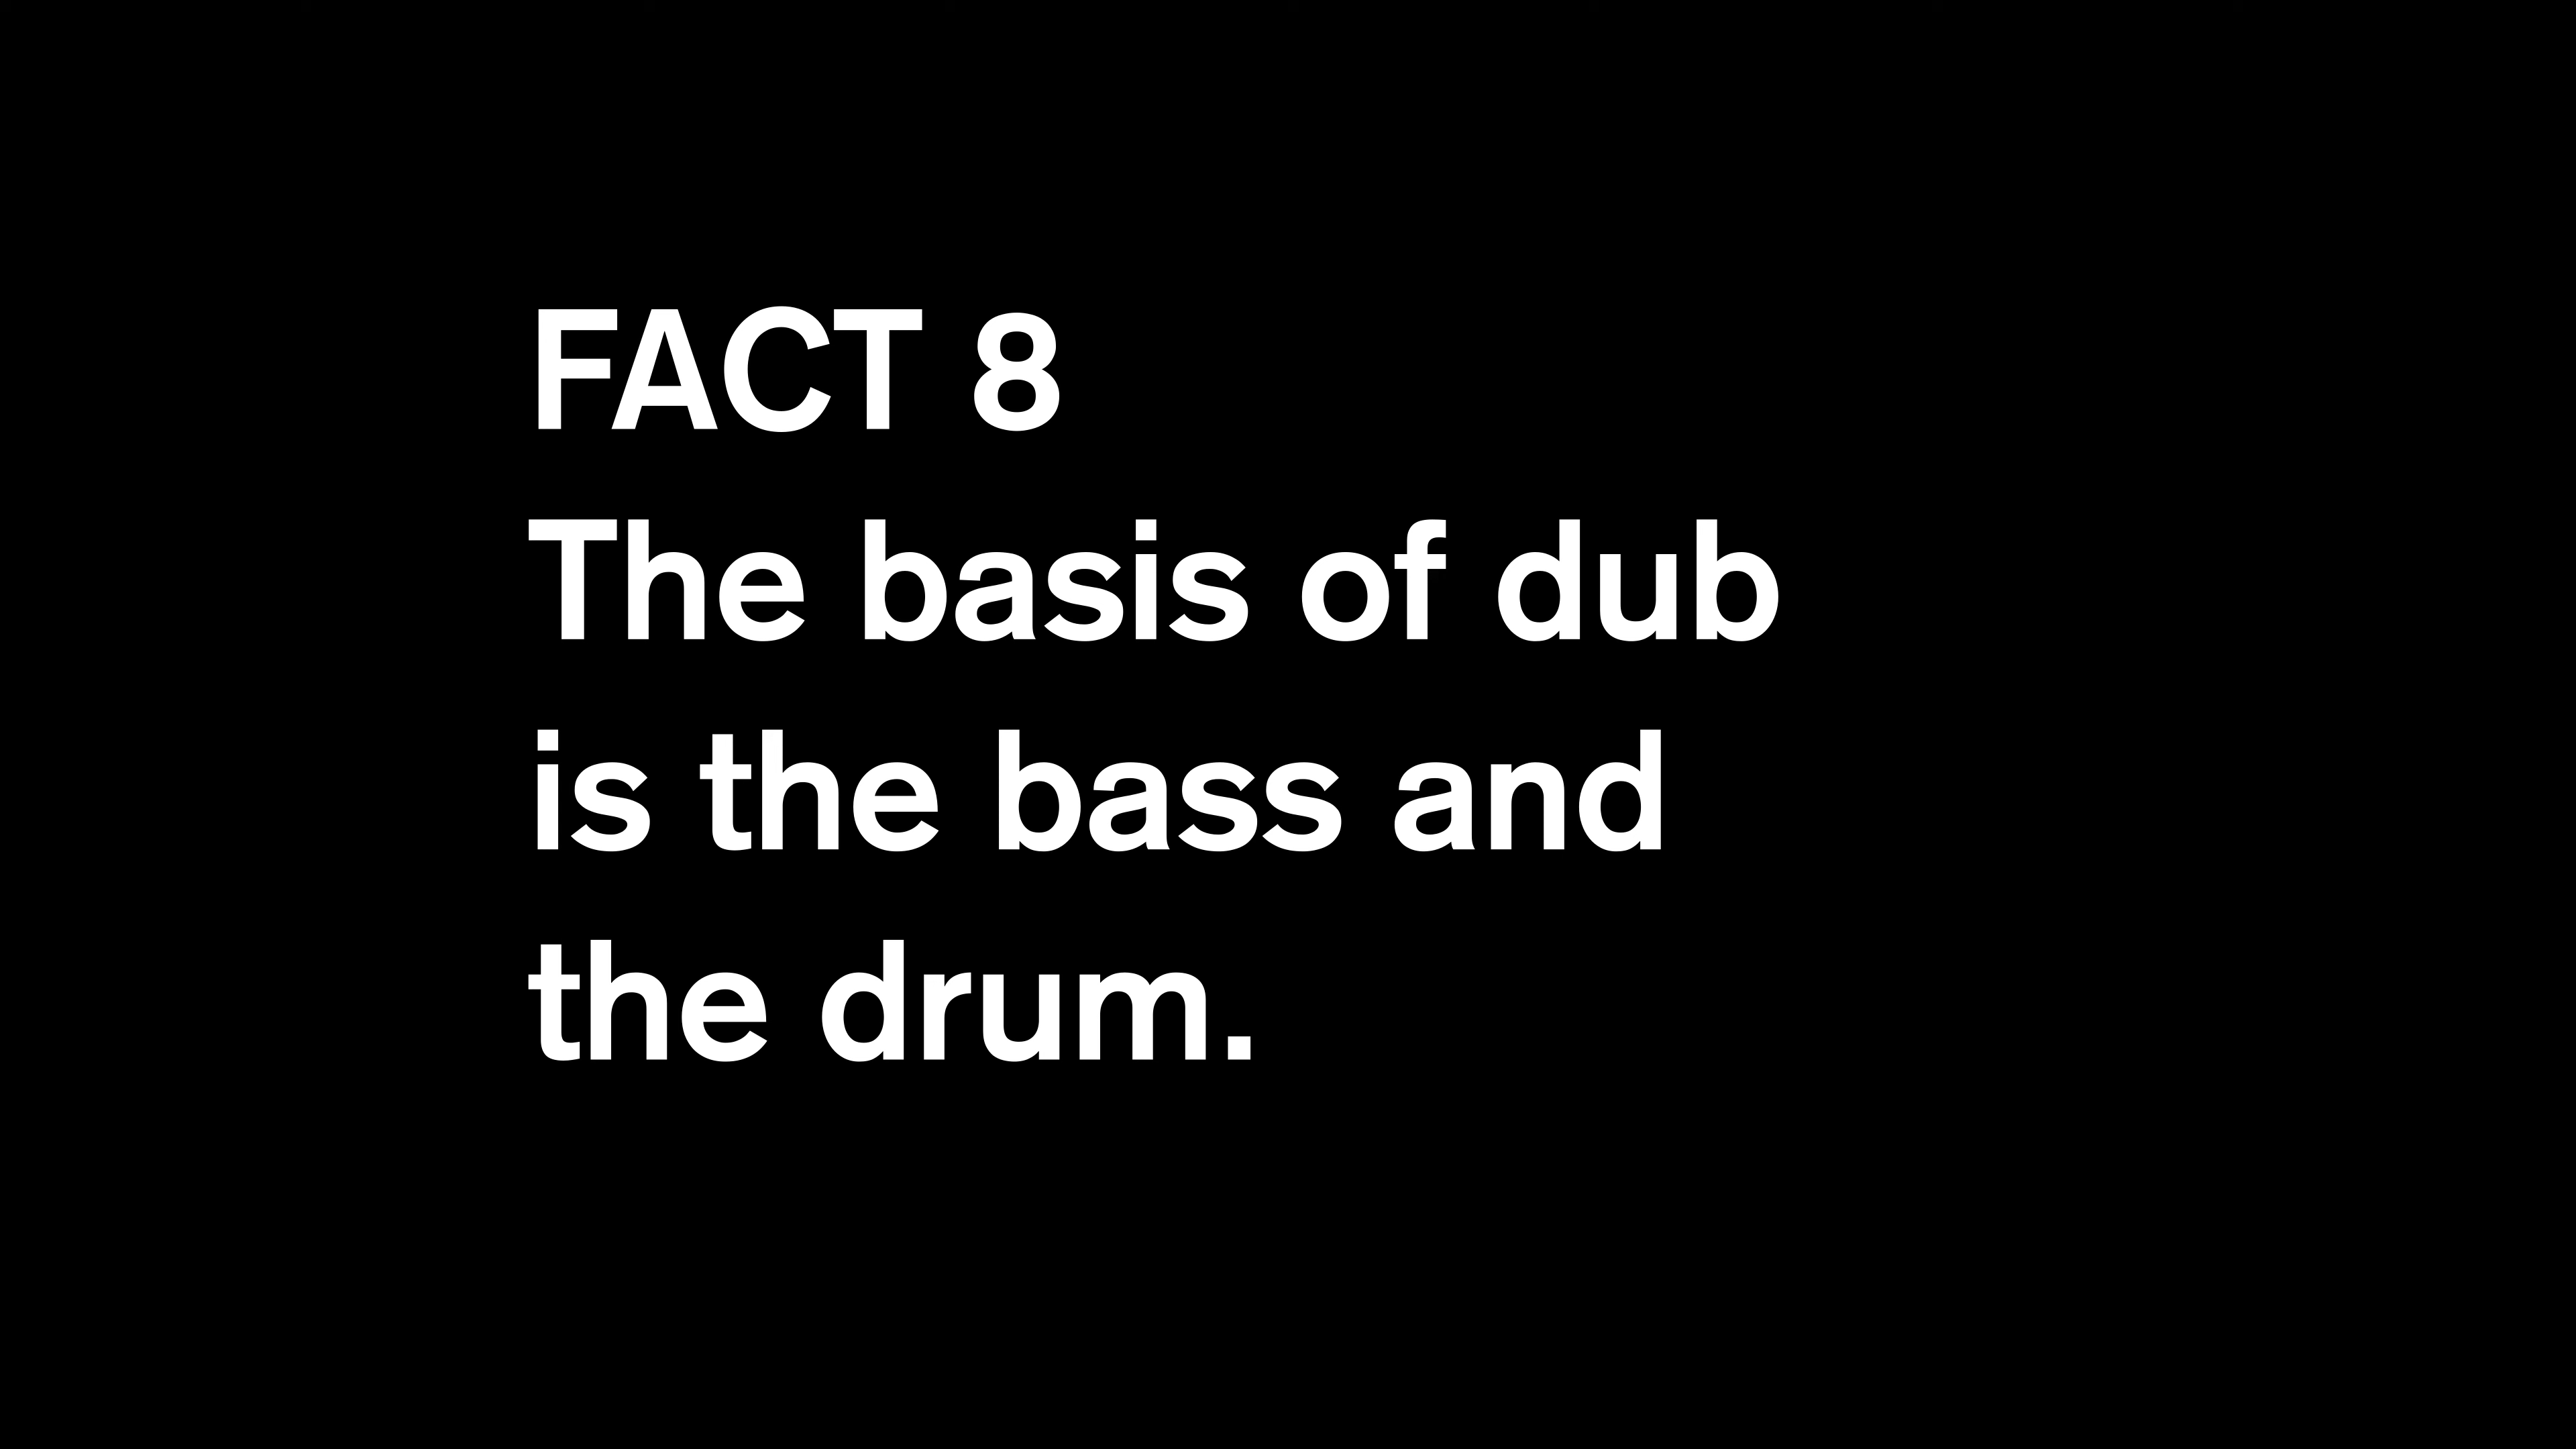 FACT 8
The basis of dub
is the bass and
the drum.